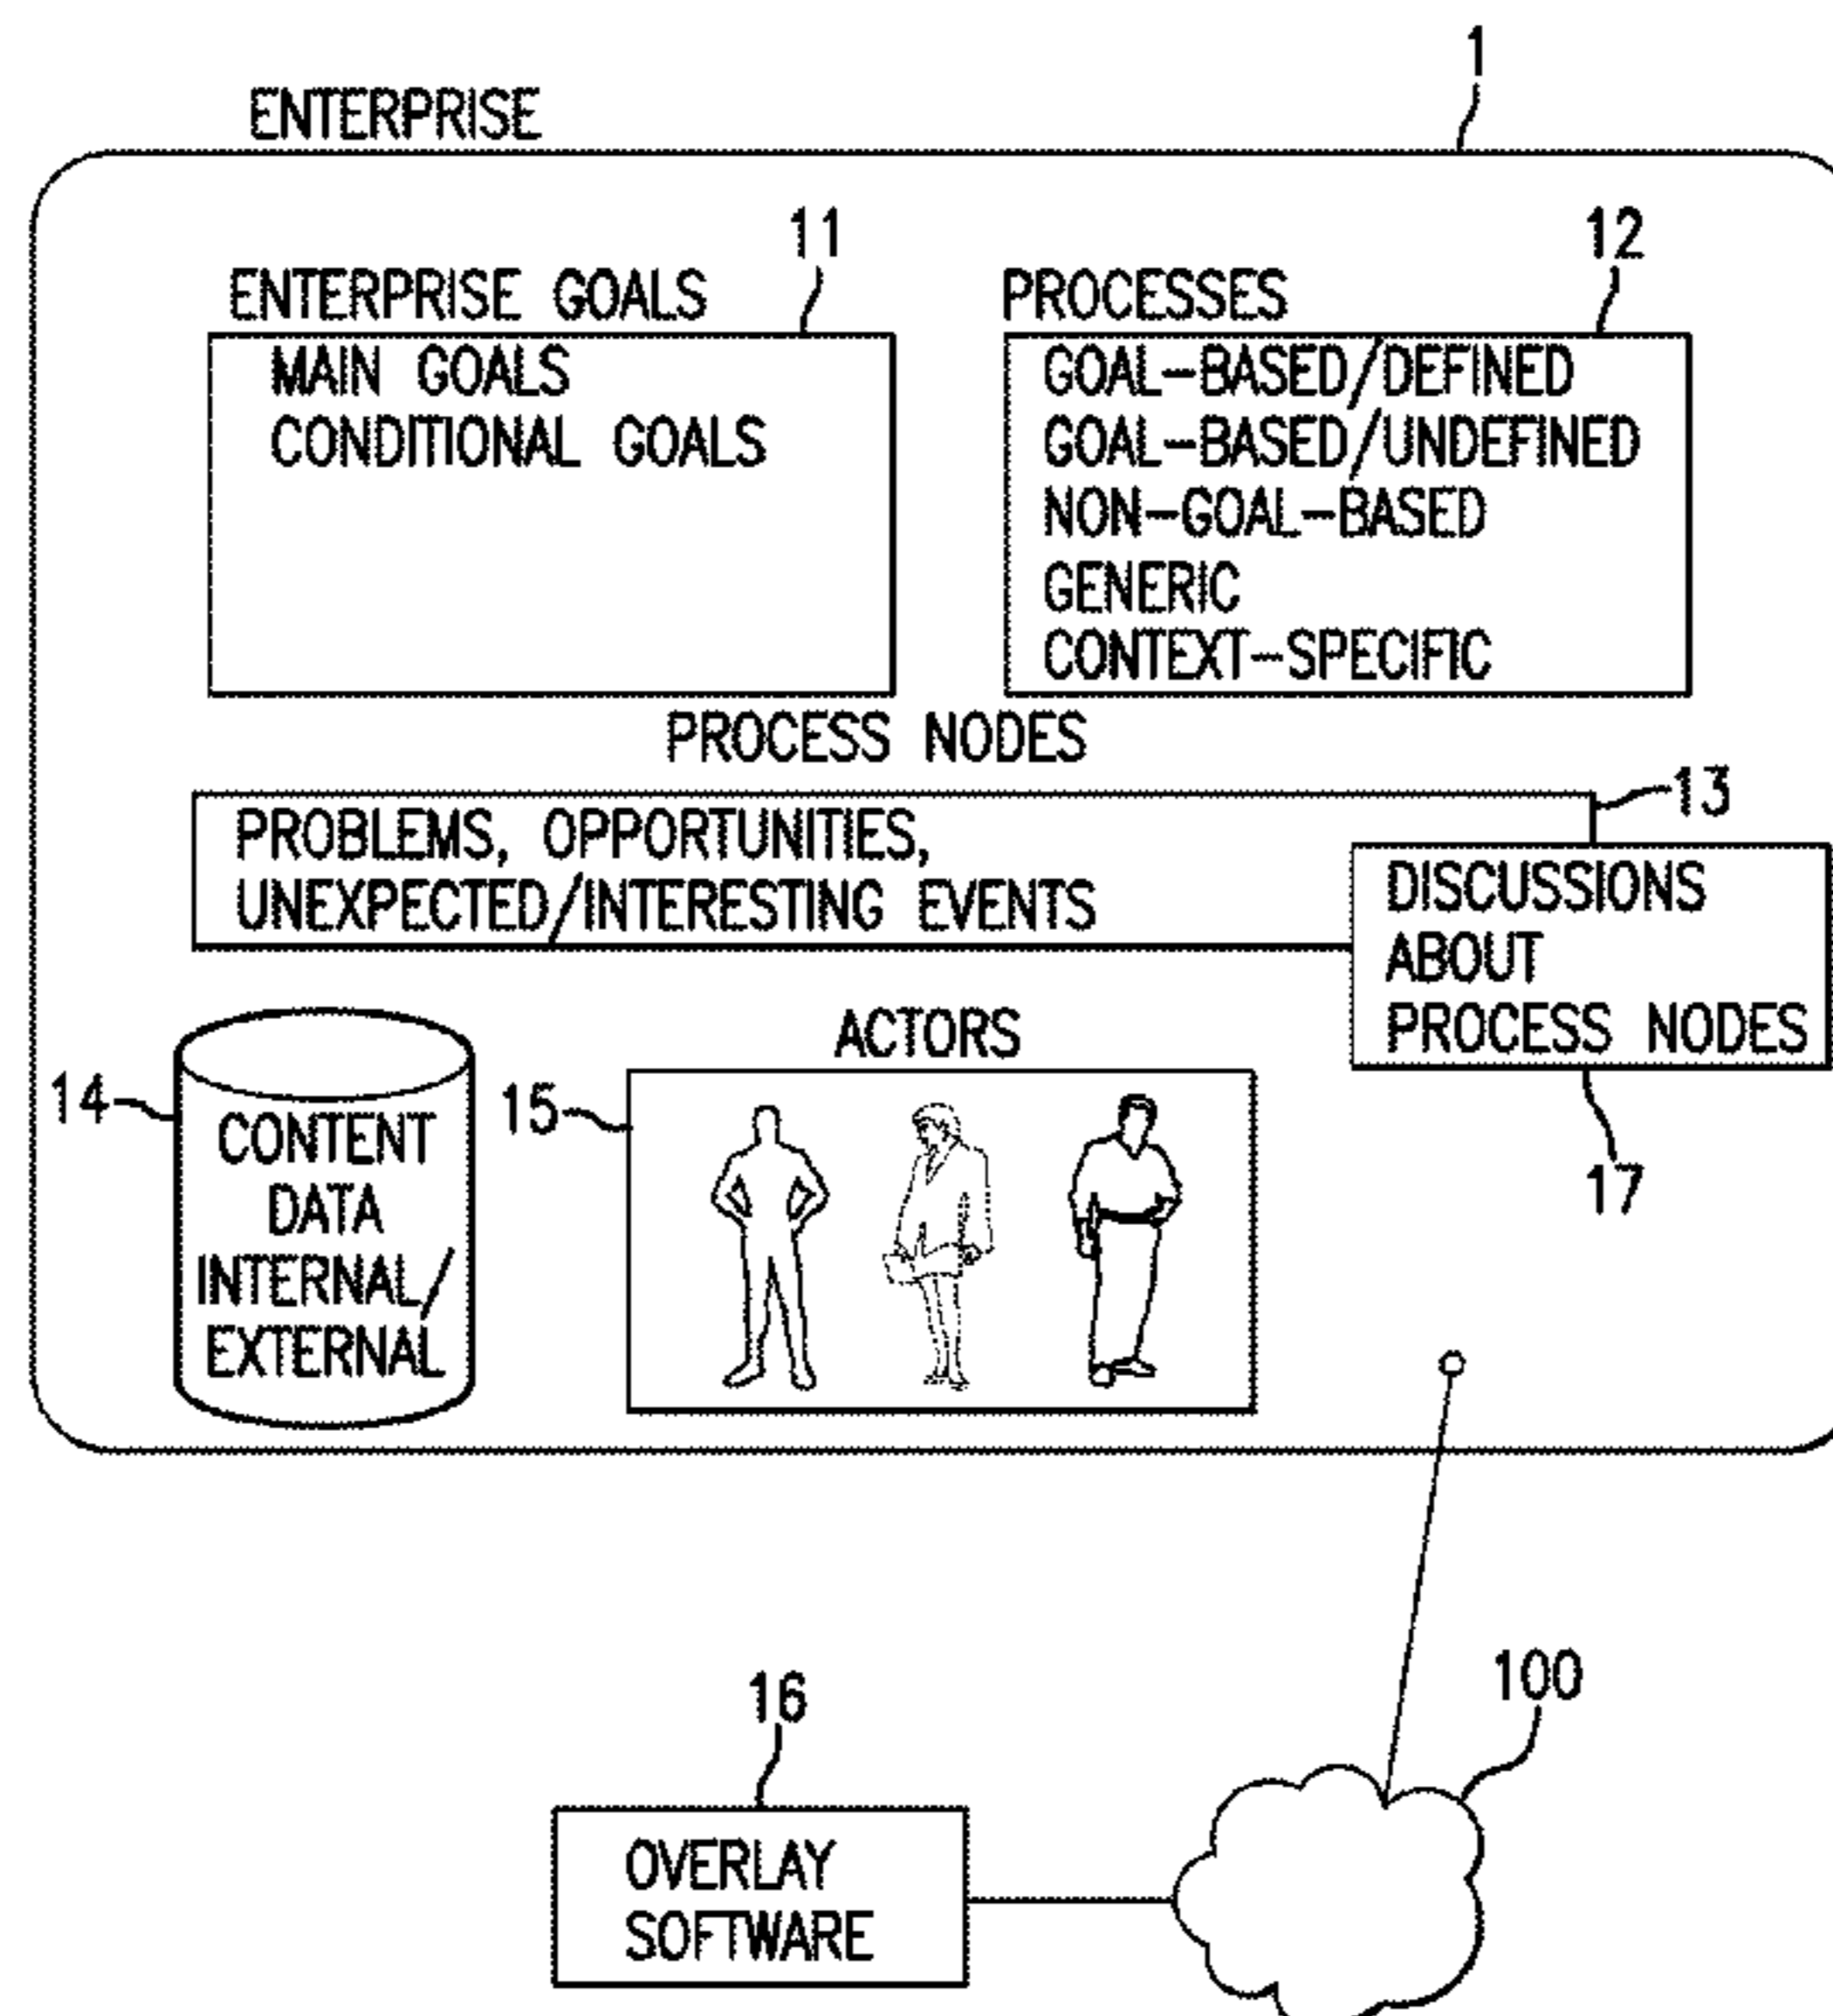 1
ENTERPRISE
11
12
ENTERPRISE GOALS
PROCESSES
MAIN GOALS
CONDITIONAL GOALS
GOAL-BASED/DEFINED
GOAL-BASED/UNDEFINED
NON-GOAL-BASED
GENERIC
CONTEXT-SPECIFIC
PROCESS NODES
13
PROBLEMS, OPPORTUNITIES,
UNEXPECTED/INTERESTING EVENTS
DISCUSSIONS
ABOUT
PROCESS NODES
17
14
CONTENT
DATA
INTERNAL/
EXTERNAL
ACTORS
15
16
OVERLAY
SOFTWARE
100